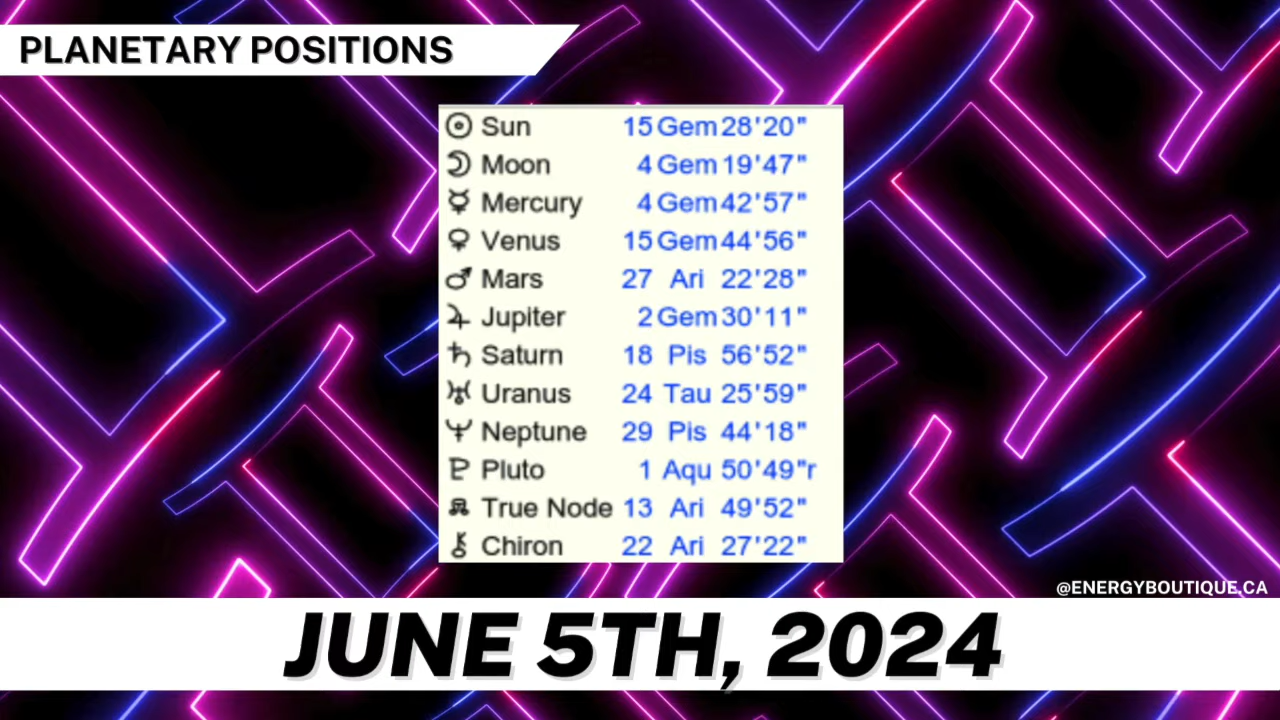 PLANETARY POSITIONS
Sun 15 Gem 28'20"
Moon 4 Gem 19'47"
Mercury 4 Gem 42'57"
Venus 15 Gem 44'56"
Mars 27 Ari 22'28"
Jupiter 2 Gem 30'11"
Saturn 18 Pis 56'52"
Uranus 24 Tau 25'59"
Neptune 29 Pis 44'18"
Pluto 1 Aqu 50'49"r
True Node 13 Ari 49'52"
Chiron 22 Ari 27'22"
@ENERGYBOUTIQUE.CA
JUNE 5TH, 2024